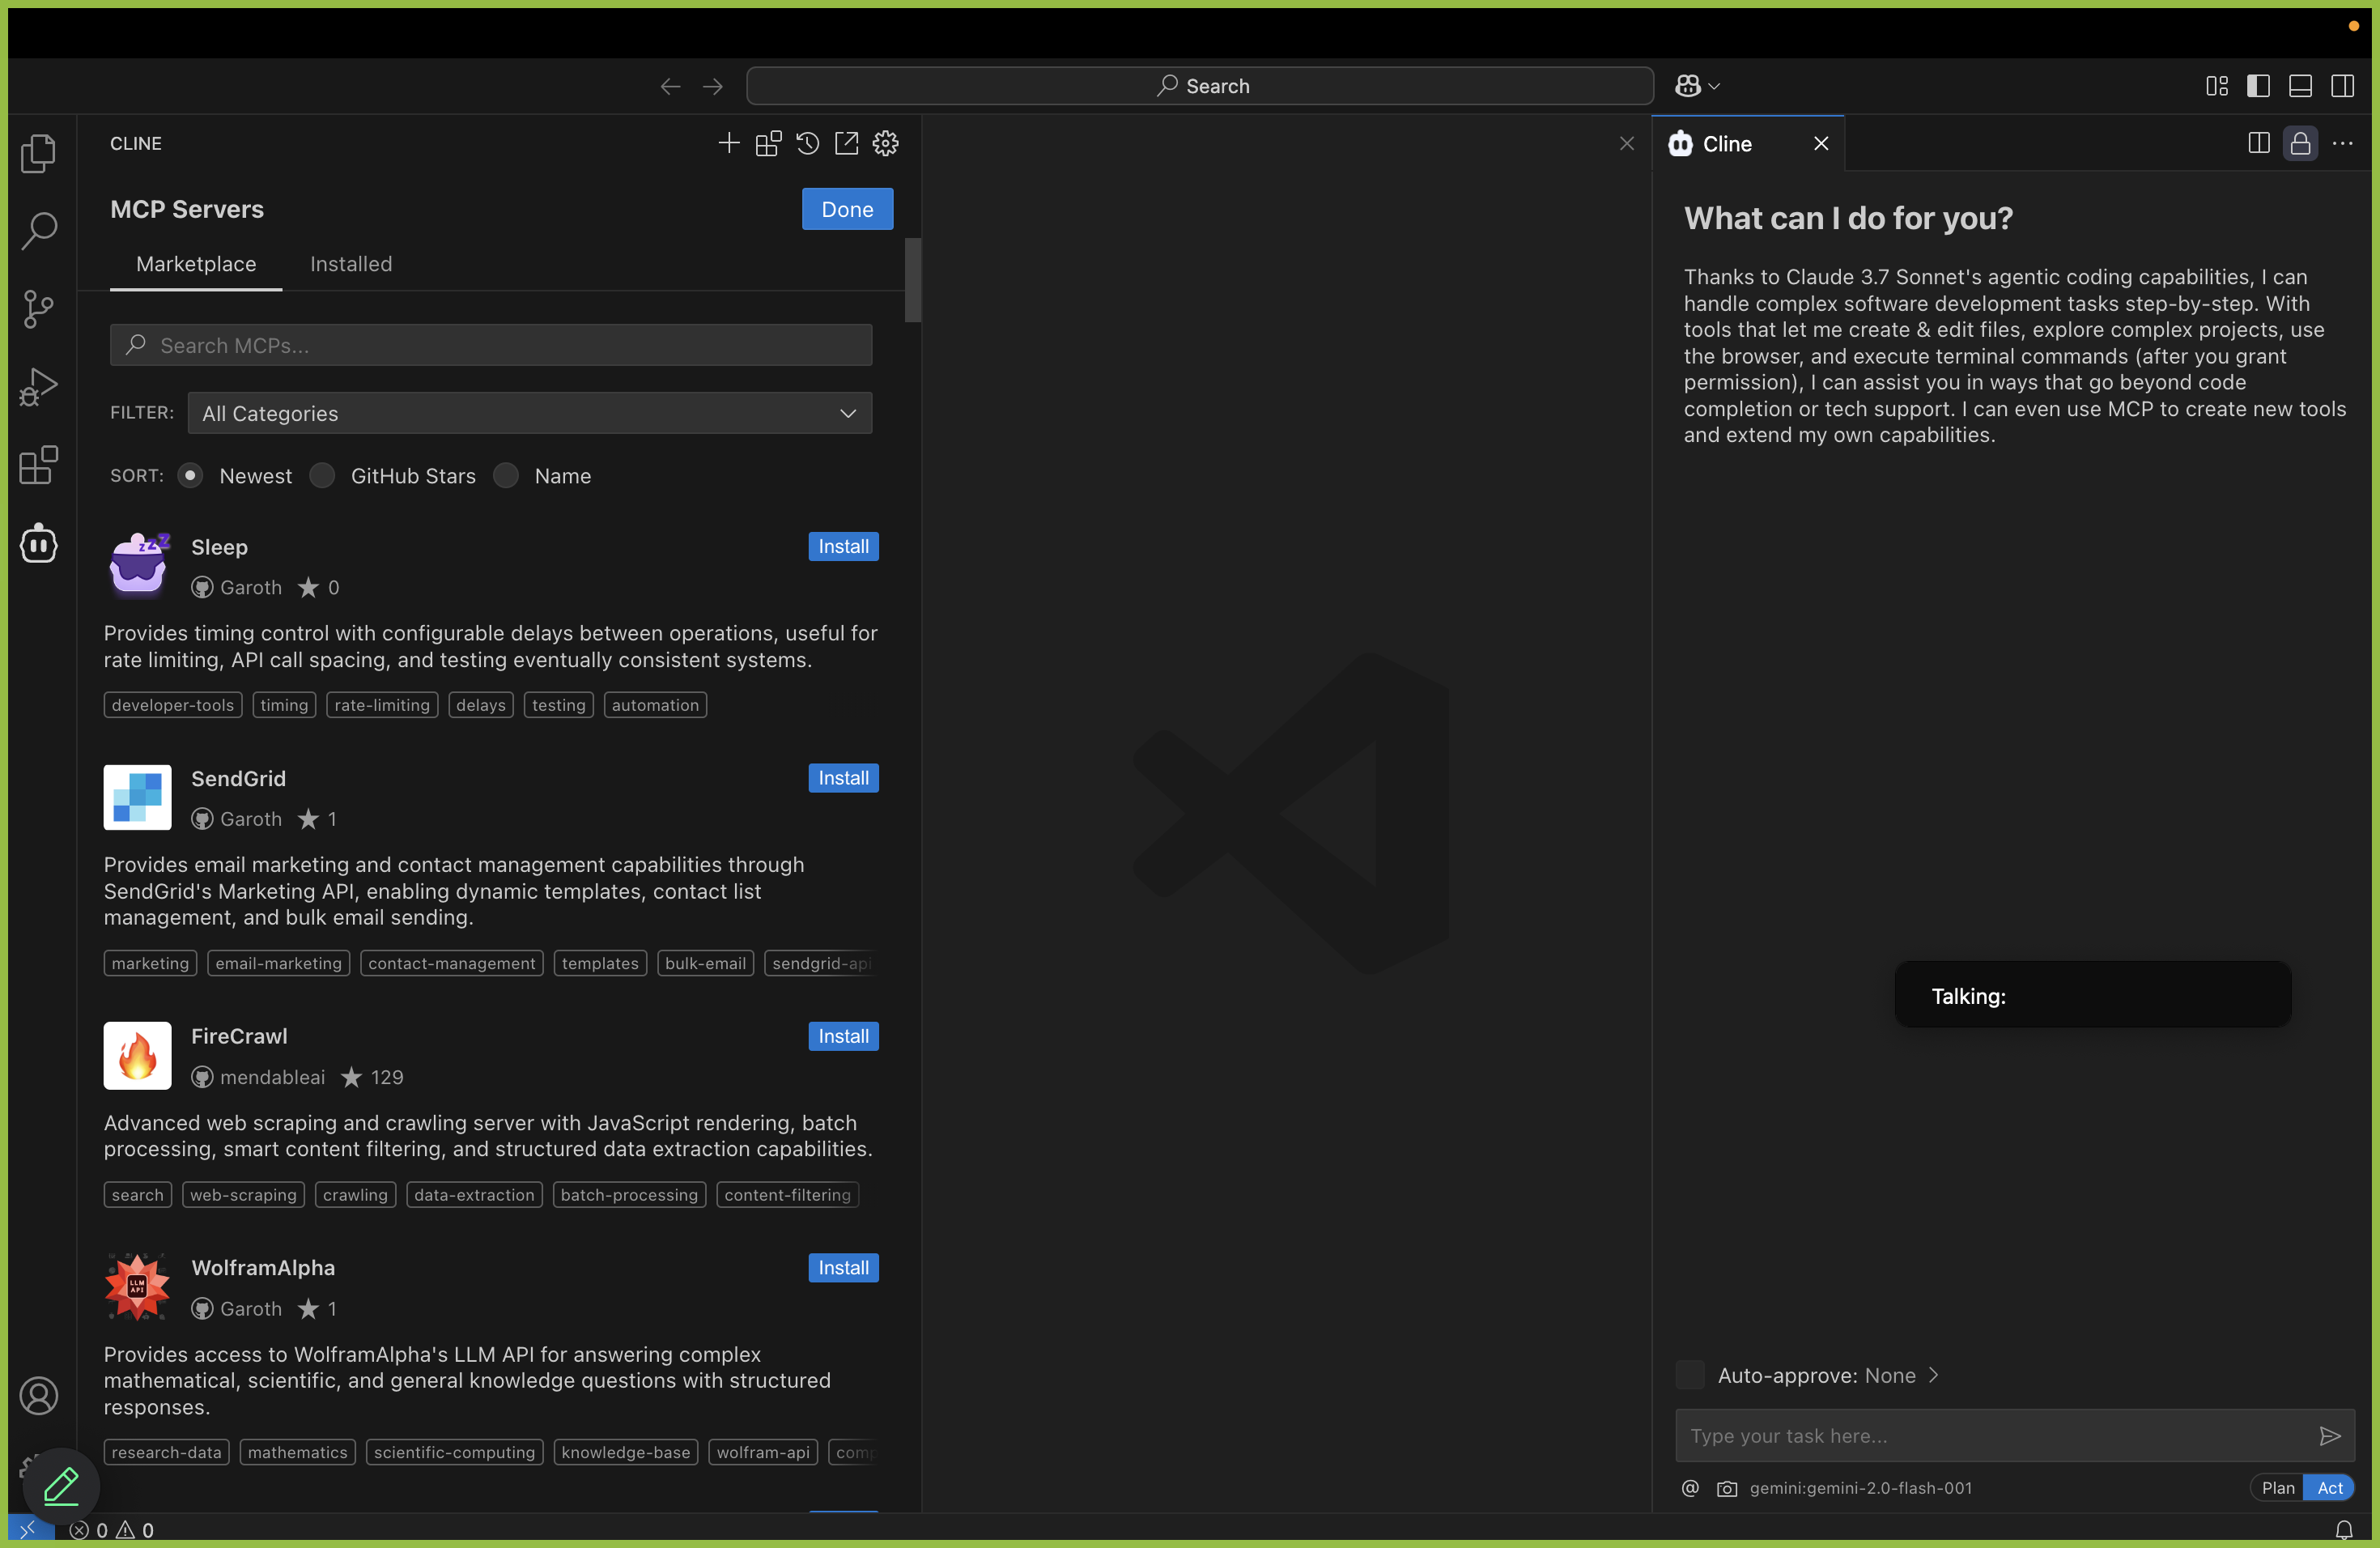 Search
CLINE
MCP Servers
Done
Marketplace
Installed
Search MCPs...
FILTER:
All Categories
SORT:
Newest
GitHub Stars
Name
Sleep
Install
Garoth ★ 0
Provides timing control with configurable delays between operations, useful for
rate limiting, API call spacing, and testing eventually consistent systems.
developer-tools timing rate-limiting delays testing automation
SendGrid
Install
Garoth ★ 1
Provides email marketing and contact management capabilities through
SendGrid's Marketing API, enabling dynamic templates, contact list
management, and bulk email sending.
marketing email-marketing contact-management templates bulk-email sendgrid-api
FireCrawl
Install
mendableai ★ 129
Advanced web scraping and crawling server with JavaScript rendering, batch
processing, smart content filtering, and structured data extraction capabilities.
search web-scraping crawling data-extraction batch-processing content-filtering
LLM
API
WolframAlpha
Install
Garoth ★ 1
Provides access to WolframAlpha's LLM API for answering complex
mathematical, scientific, and general knowledge questions with structured
responses.
research-data mathematics scientific-computing knowledge-base wolfram-api
0 0
Cline
What can I do for you?
Thanks to Claude 3.7 Sonnet's agentic coding capabilities, I can
handle complex software development tasks step-by-step. With
tools that let me create & edit files, explore complex projects, use
the browser, and execute terminal commands (after you grant
permission), I can assist you in ways that go beyond code
completion or tech support. I can even use MCP to create new tools
and extend my own capabilities.
Talking:
Auto-approve: None
Type your task here...
@ gemini:gemini-2.0-flash-001
Plan Act